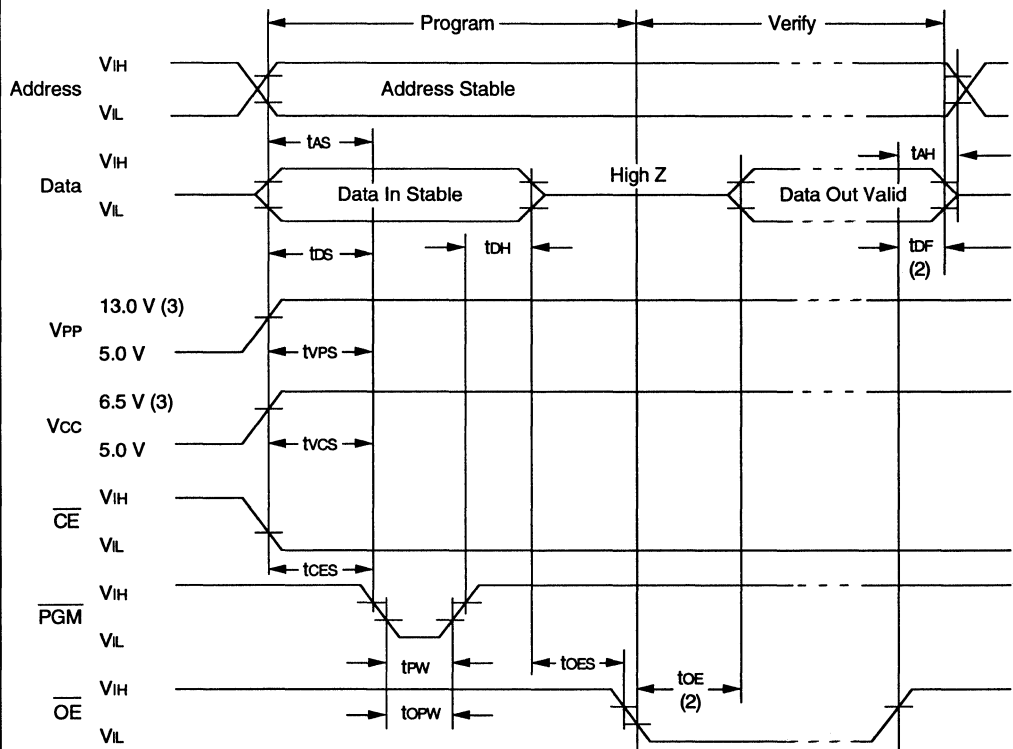 Program Verify
Address VIH Address Stable
VIL
tAS
tAH
Data VIH Data In Stable High Z Data Out Valid
VIL
tDS tDH tDF
(2)
VPP 13.0 V (3)
5.0 V
tVPS
VCC 6.5 V (3)
5.0 V
tVCS
CE VIH
VIL
tCES
PGM VIH
VIL
tPW tOES tOE
(2)
OE VIH
tOPW
VIL